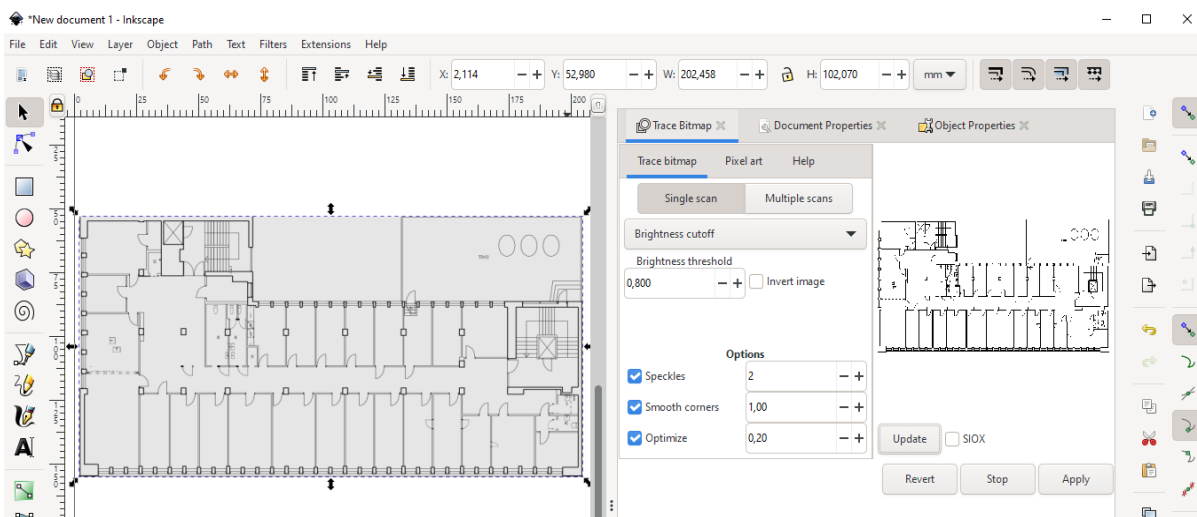 *New document 1 - Inkscape
File Edit View Layer Object Path Text Filters Extensions Help
X: 2,114 Y: 52,980 W: 202,458 H: 102,070 mm
0 25 50 75 100 125 150 175 200
Trace Bitmap Document Properties Object Properties
Trace bitmap Pixel art Help
Single scan Multiple scans
Brightness cutoff
Brightness threshold
0,800 Invert image
Options
Speckles 2
Smooth corners 1,00
Optimize 0,20
Update SIOX
Revert Stop Apply